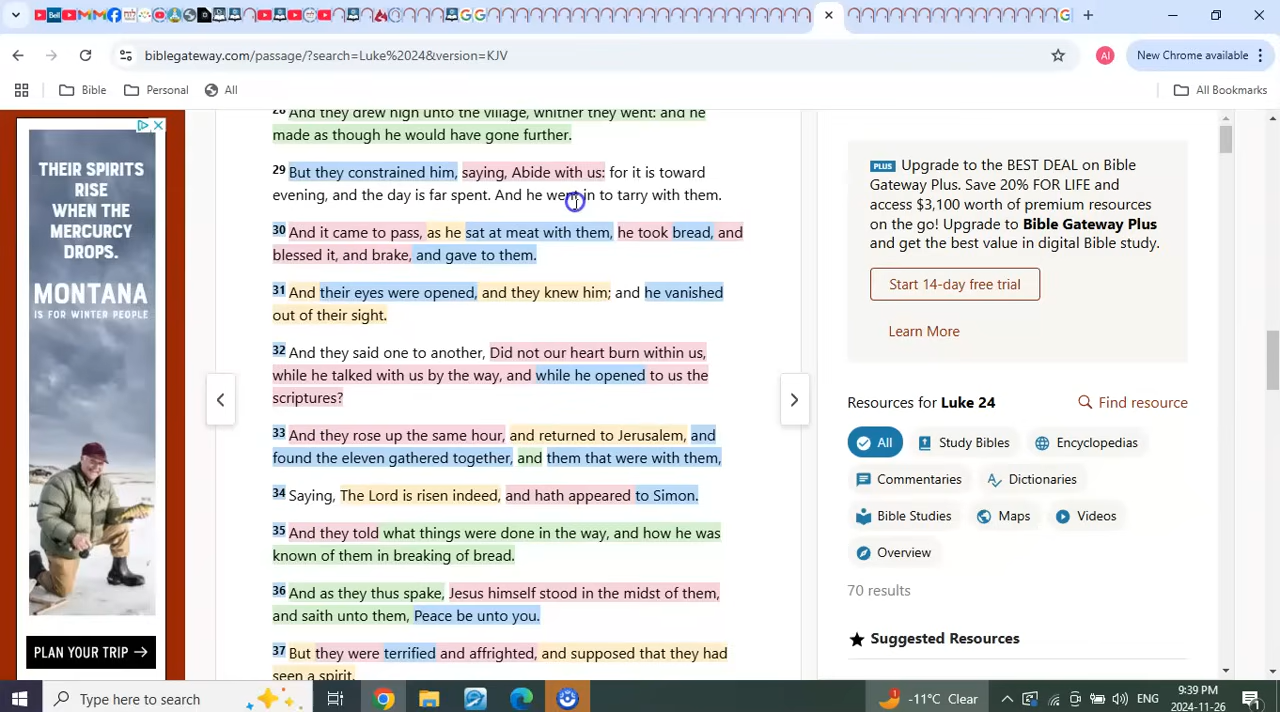 biblegateway.com/passage/?search=Luke%2024&version=KJV
AI
New Chrome available
Bible
Personal
All
All Bookmarks
28 And they drew nigh unto the village, whither they went: and he
made as though he would have gone further.
29 But they constrained him, saying, Abide with us: for it is toward
evening, and the day is far spent. And he went in to tarry with them.
30 And it came to pass, as he sat at meat with them, he took bread, and
blessed it, and brake, and gave to them.
31 And their eyes were opened, and they knew him; and he vanished
out of their sight.
32 And they said one to another, Did not our heart burn within us,
while he talked with us by the way, and while he opened to us the
scriptures?
33 And they rose up the same hour, and returned to Jerusalem, and
found the eleven gathered together, and them that were with them,
34 Saying, The Lord is risen indeed, and hath appeared to Simon.
35 And they told what things were done in the way, and how he was
known of them in breaking of bread.
36 And as they thus spake, Jesus himself stood in the midst of them,
and saith unto them, Peace be unto you.
37 But they were terrified and affrighted, and supposed that they had
seen a spirit.
THEIR SPIRITS
RISE
WHEN THE
MERCURCY
DROPS.
MONTANA
IS FOR WINTER PEOPLE
PLAN YOUR TRIP →
PLUS Upgrade to the BEST DEAL on Bible
Gateway Plus. Save 20% FOR LIFE and
access $3,100 worth of premium resources
on the go! Upgrade to Bible Gateway Plus
and get the best value in digital Bible study.
Start 14-day free trial
Learn More
Resources for Luke 24
Find resource
All
Study Bibles
Encyclopedias
Commentaries
Dictionaries
Bible Studies
Maps
Videos
Overview
70 results
Suggested Resources
Type here to search
-11°C Clear
ENG
9:39 PM
2024-11-26